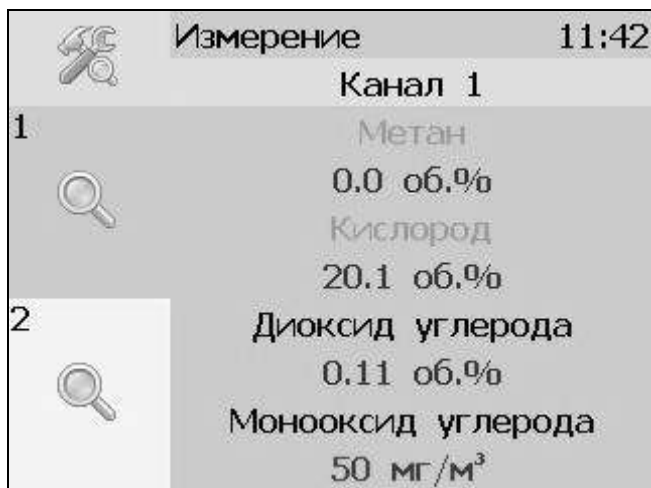 Измерение 11:42
Канал 1
1
Метан
0.0 об.%
Кислород
20.1 об.%
2
Диоксид углерода
0.11 об.%
Монооксид углерода
50 мг/м³